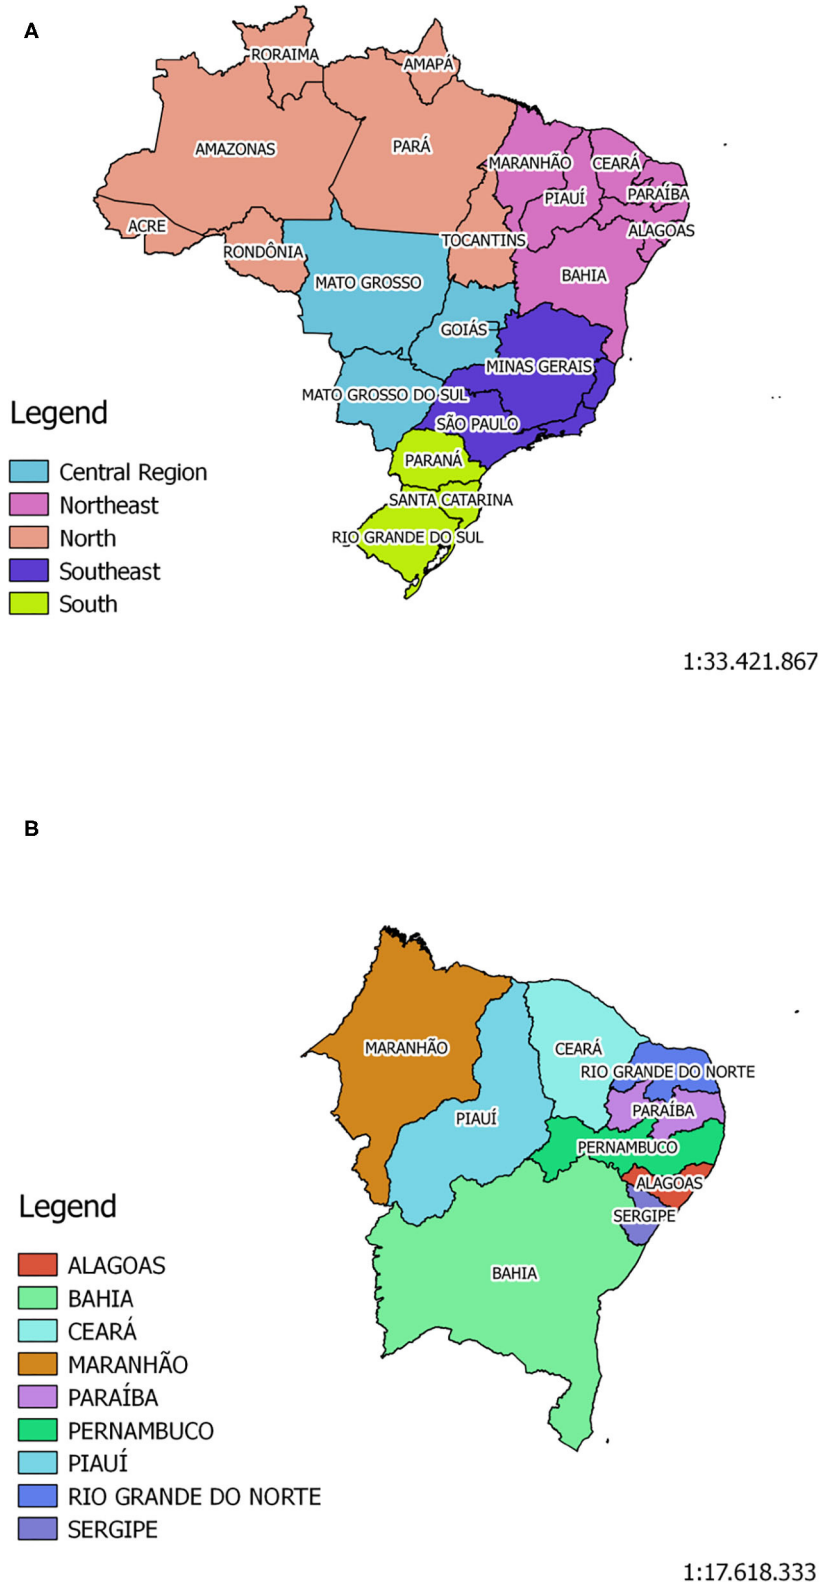 A
RORAIMA
AMAPÁ
AMAZONAS
PARÁ
MARANHÃO
CEARÁ
PIAUÍ
PARAÍBA
ACRE
ALAGOAS
TOCANTINS
RONDÔNIA
BAHIA
MATO GROSSO
GOIÁS
MINAS GERAIS
MATO GROSSO DO SUL
SÃO PAULO
PARANÁ
SANTA CATARINA
RIO GRANDE DO SUL
Legend
Central Region
Northeast
North
Southeast
South
1:33.421.867
B
MARANHÃO
CEARÁ
RIO GRANDE DO NORTE
PARAÍBA
PIAUÍ
PERNAMBUCO
ALAGOAS
SERGIPE
BAHIA
Legend
ALAGOAS
BAHIA
CEARÁ
MARANHÃO
PARAÍBA
PERNAMBUCO
PIAUÍ
RIO GRANDE DO NORTE
SERGIPE
1:17.618.333